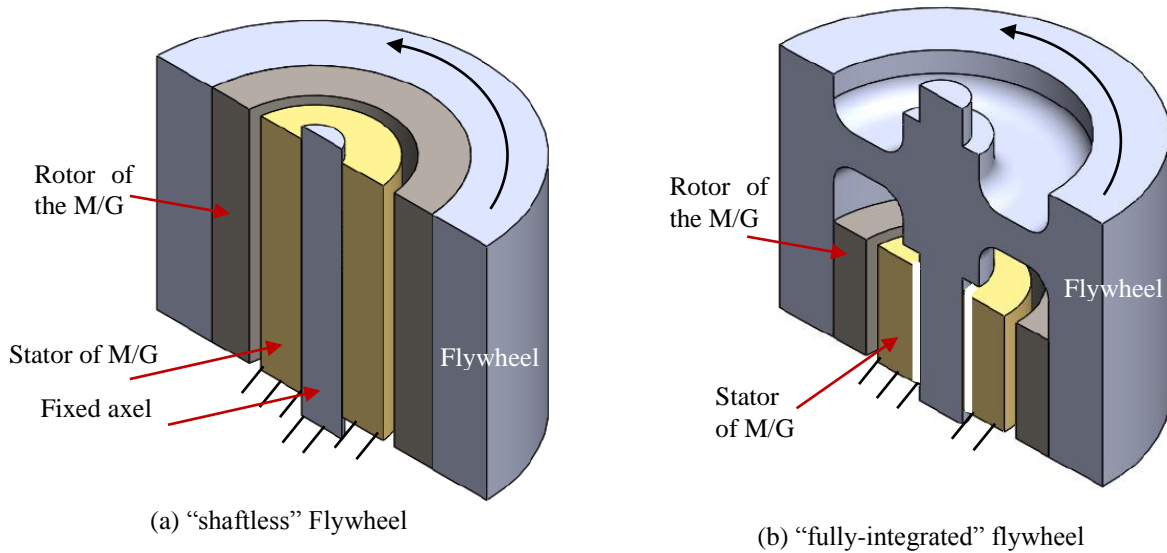 Rotor of
the M/G
Stator of M/G
Fixed axel
Flywheel
(a) “shaftless” Flywheel
Rotor of
the M/G
Flywheel
Stator
of M/G
(b) “fully-integrated” flywheel